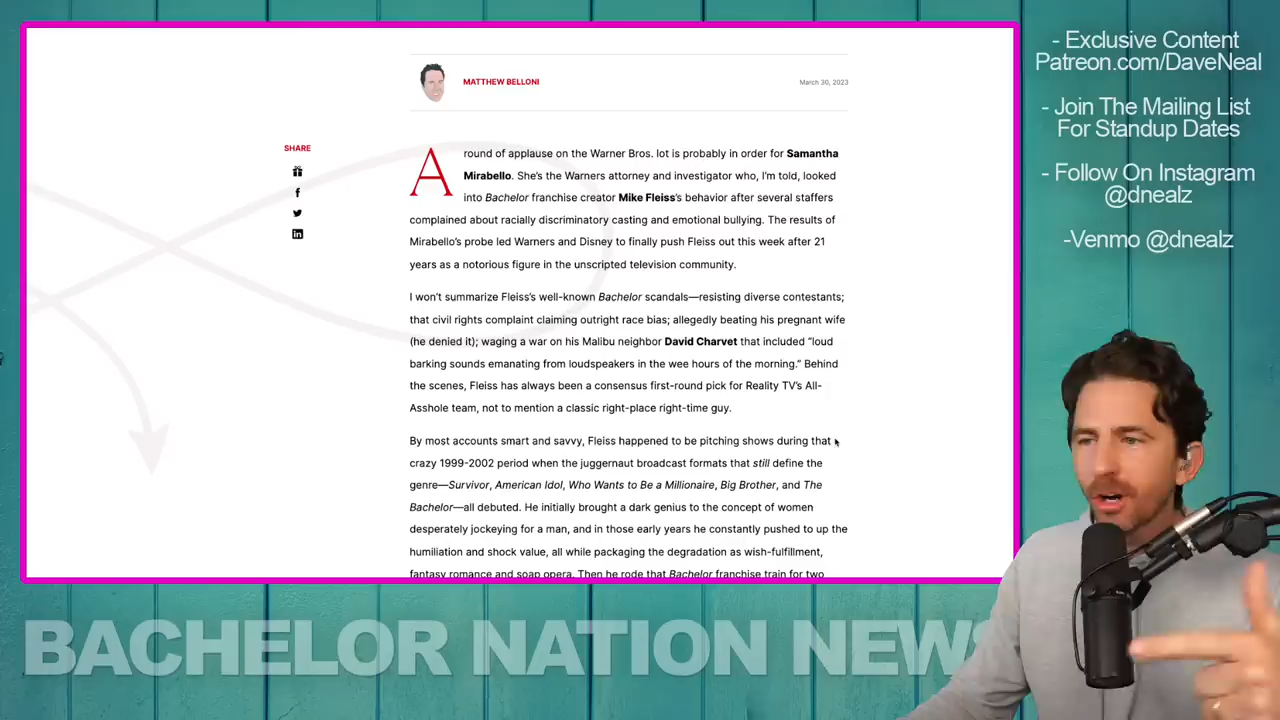 MATTHEW BELLONI
March 30, 2023
SHARE
A round of applause on the Warner Bros. lot is probably in order for Samantha
Mirabello. She's the Warners attorney and investigator who, I'm told, looked
into Bachelor franchise creator Mike Fleiss's behavior after several staffers
complained about racially discriminatory casting and emotional bullying. The results of
Mirabello's probe led Warners and Disney to finally push Fleiss out this week after 21
years as a notorious figure in the unscripted television community.
I won't summarize Fleiss's well-known Bachelor scandals—resisting diverse contestants;
that civil rights complaint claiming outright race bias; allegedly beating his pregnant wife
(he denied it); waging a war on his Malibu neighbor David Charvet that included “loud
barking sounds emanating from loudspeakers in the wee hours of the morning.” Behind
the scenes, Fleiss has always been a consensus first-round pick for Reality TV's All-
Asshole team, not to mention a classic right-place right-time guy.
By most accounts smart and savvy, Fleiss happened to be pitching shows during that
crazy 1999-2002 period when the juggernaut broadcast formats that still define the
genre—Survivor, American Idol, Who Wants to Be a Millionaire, Big Brother, and The
Bachelor—all debuted. He initially brought a dark genius to the concept of women
desperately jockeying for a man, and in those early years he constantly pushed to up the
humiliation and shock value, all while packaging the degradation as wish-fulfillment,
fantasy romance and soap opera. Then he rode that Bachelor franchise train for two
- Exclusive Content
Patreon.com/DaveNeal
- Join The Mailing List
For Standup Dates
- Follow On Instagram
@dnealz
-Venmo @dnealz
BACHELOR NATION NEWS